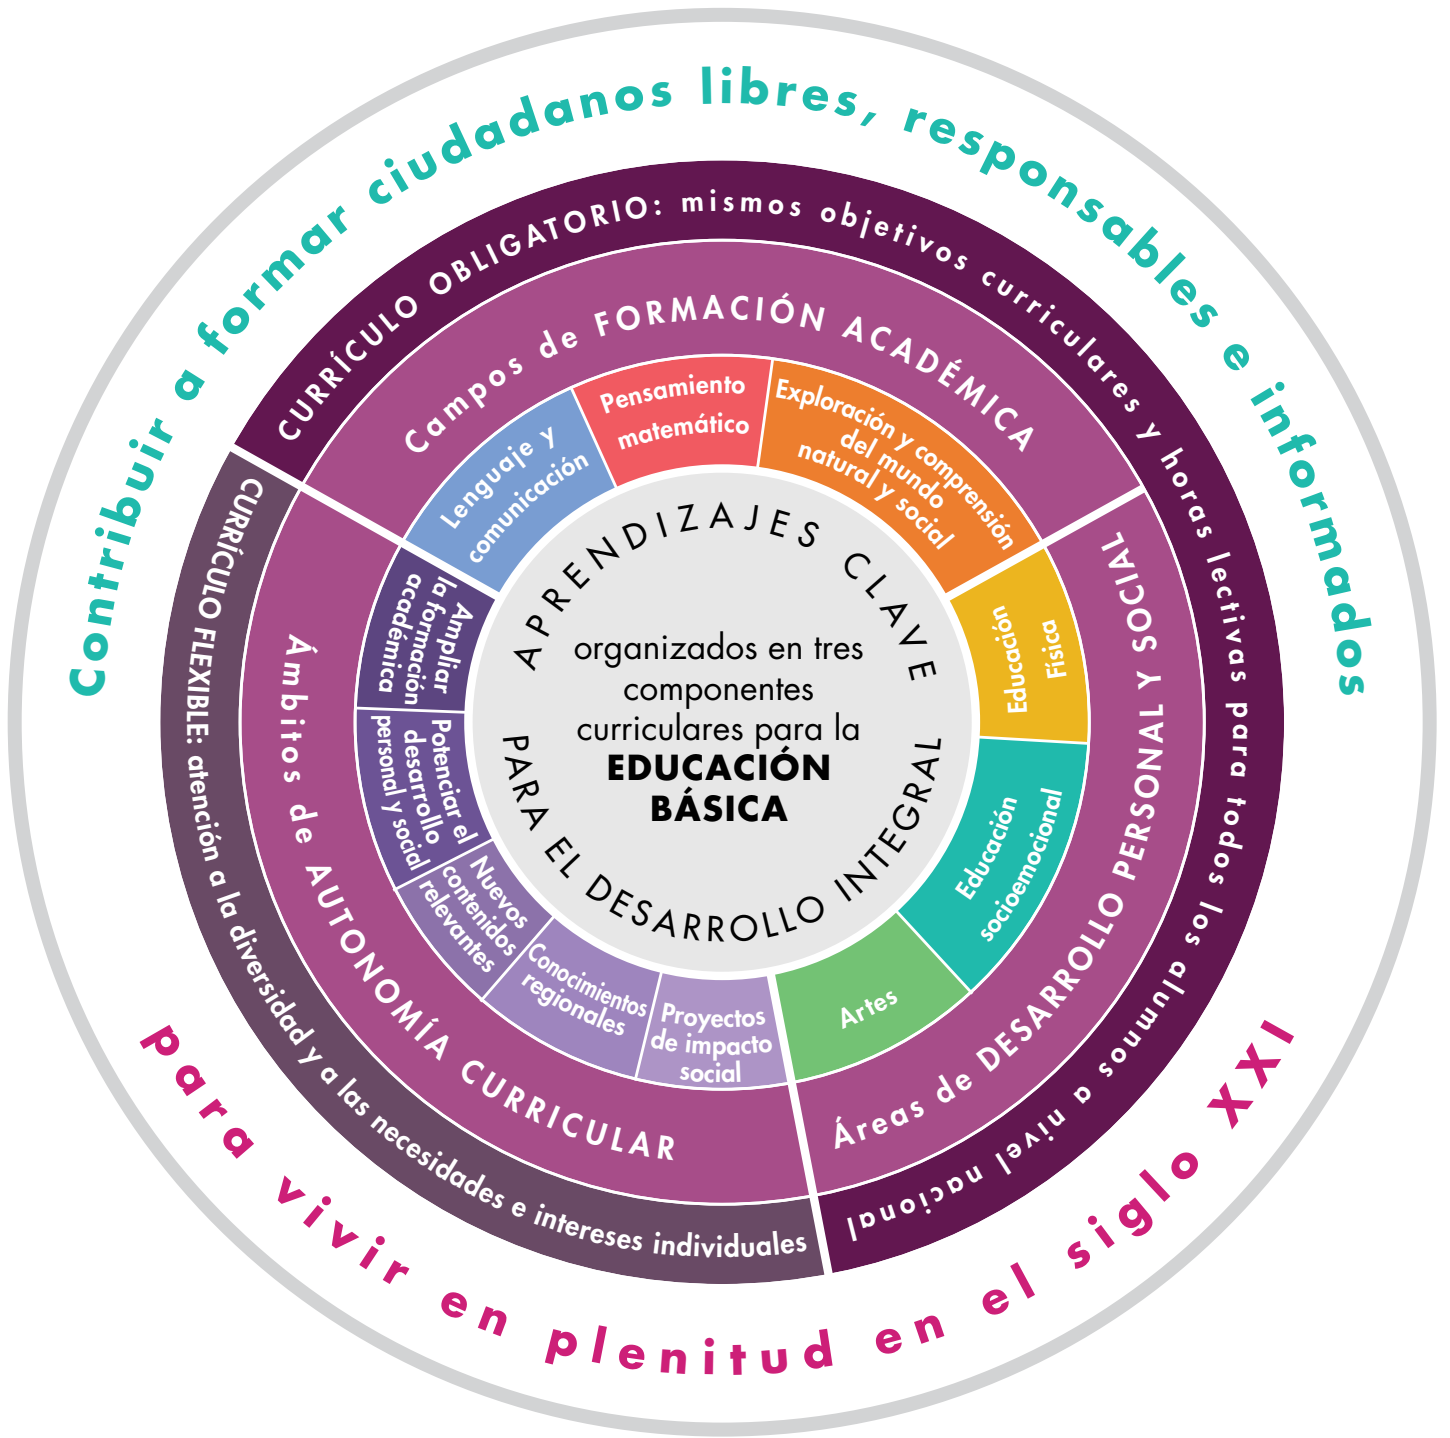 Contribuir a formar ciudadanos libres, responsables e informados
para vivir en plenitud en el siglo XXI
CURRÍCULO OBLIGATORIO: mismos objetivos curriculares y horas lectivas para todos los alumnos a nivel nacional
CURRÍCULO FLEXIBLE: atención a la diversidad y a las necesidades e intereses individuales
Campos de FORMACIÓN ACADÉMICA
Lenguaje y
comunicación
Pensamiento
matemático
Exploración y comprensión
del mundo
natural y social
Áreas de DESARROLLO PERSONAL Y SOCIAL
Educación
Física
Educación
socioemocional
Artes
Ámbitos de AUTONOMÍA CURRICULAR
Ampliar
la formación
académica
Potenciar el
desarrollo
personal y social
Nuevos
contenidos
relevantes
Conocimientos
regionales
Proyectos
de impacto
social
APRENDIZAJES CLAVE
PARA EL DESARROLLO INTEGRAL
organizados en tres
componentes
curriculares para la
EDUCACIÓN
BÁSICA